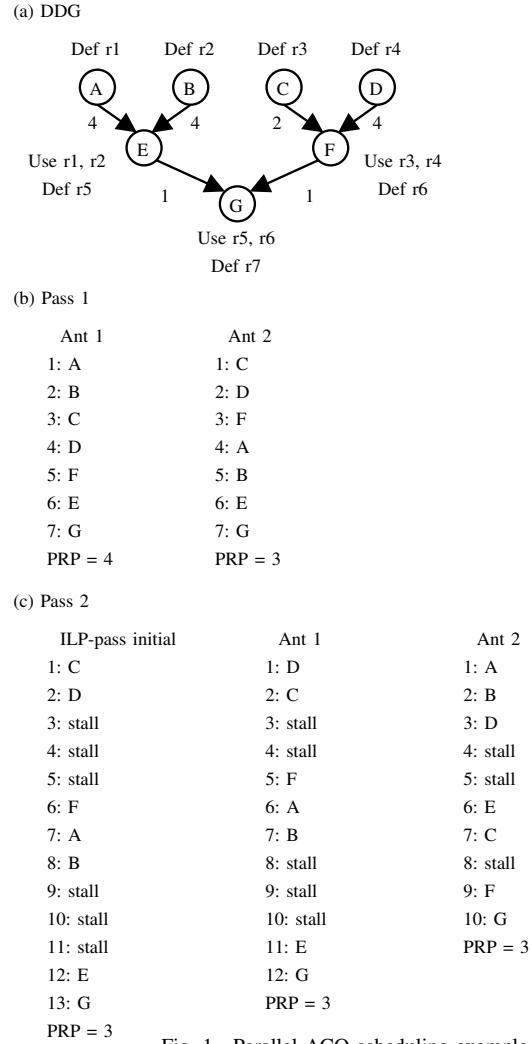 (a) DDG
Def r1 Def r2 Def r3 Def r4
A B C D
4 4 2 4
E F
Use r1, r2 Use r3, r4
Def r5 Def r6
1 1
G
Use r5, r6
Def r7
(b) Pass 1
Ant 1 Ant 2
1: A 1: C
2: B 2: D
3: C 3: F
4: D 4: A
5: F 5: B
6: E 6: E
7: G 7: G
PRP = 4 PRP = 3
(c) Pass 2
ILP-pass initial Ant 1 Ant 2
1: C 1: D 1: A
2: D 2: C 2: B
3: stall 3: stall 3: D
4: stall 4: stall 4: stall
5: stall 5: F 5: stall
6: F 6: A 6: E
7: A 7: B 7: C
8: B 8: stall 8: stall
9: stall 9: stall 9: F
10: stall 10: stall 10: G
11: stall 11: E PRP = 3
12: E 12: G
13: G PRP = 3
PRP = 3
Fig. 1. Parallel ACO scheduling example